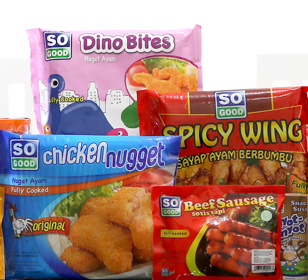 SO
GOOD
Dino Bites
Naget Ayam
Fully Cooked
SO
GOOD
SPICY WING
SAYAP AYAM BERBUMBU
Fully
SO
GOOD
chicken nugget
Naget Ayam
Fully Cooked
Original
SO
GOOD
Beef Sausage
sosis sapi